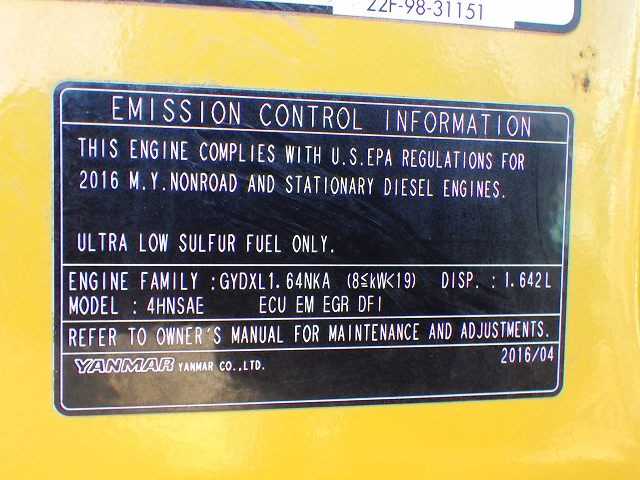 22F-98-31151
EMISSION CONTROL INFORMATION
THIS ENGINE COMPLIES WITH U.S.EPA REGULATIONS FOR
2016 M.Y.NONROAD AND STATIONARY DIESEL ENGINES.
ULTRA LOW SULFUR FUEL ONLY.
ENGINE FAMILY :GYDXL1.64NKA (8≤kW<19) DISP. :1.642L
MODEL : 4HNSAE ECU EM EGR DFI
REFER TO OWNER'S MANUAL FOR MAINTENANCE AND ADJUSTMENTS.
YANMAR YANMAR CO.,LTD. 2016/04